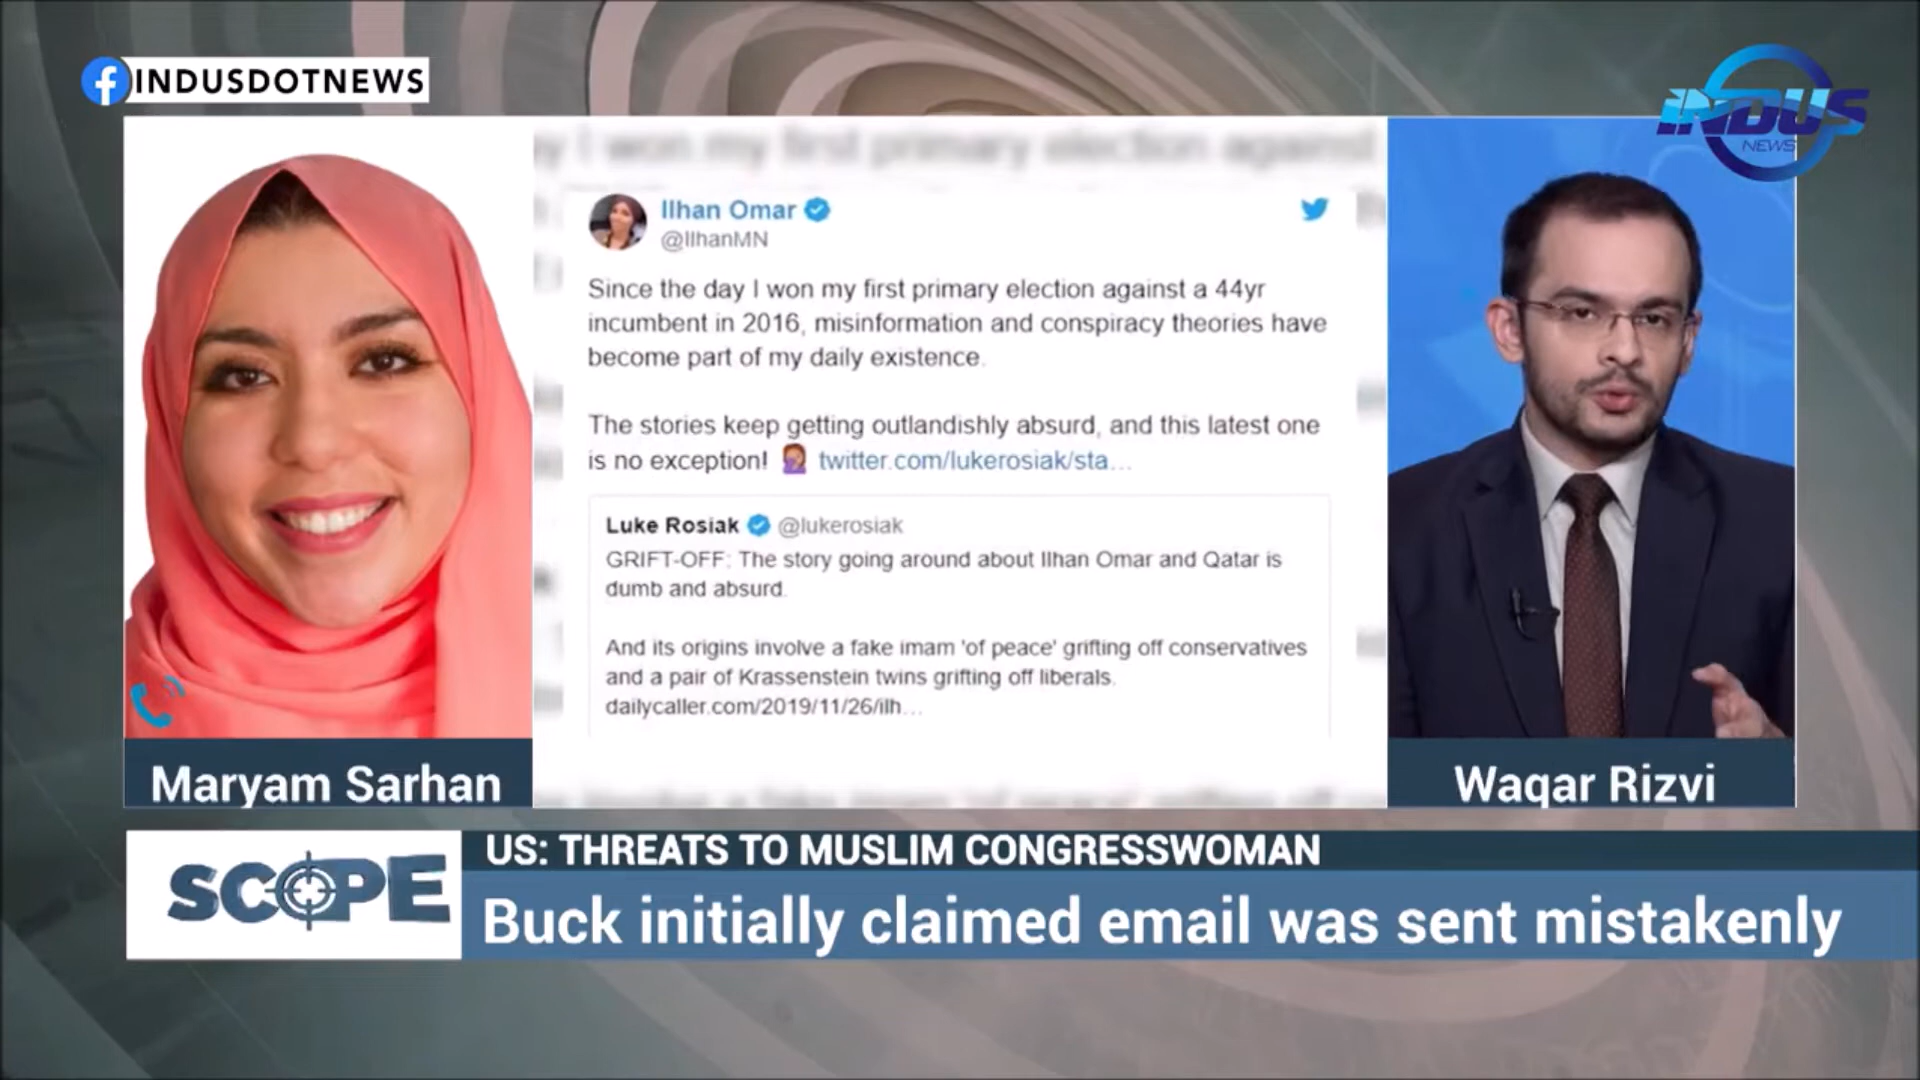 INDUSDOTNEWS
INDUS
NEWS
Ilhan Omar
@IlhanMN
Since the day I won my first primary election against a 44yr
incumbent in 2016, misinformation and conspiracy theories have
become part of my daily existence.
The stories keep getting outlandishly absurd, and this latest one
is no exception! 🤦🏾‍♀️ twitter.com/lukerosiak/sta…
Luke Rosiak @lukerosiak
GRIFT-OFF: The story going around about Ilhan Omar and Qatar is
dumb and absurd.
And its origins involve a fake imam 'of peace' grifting off conservatives
and a pair of Krassenstein twins grifting off liberals.
dailycaller.com/2019/11/26/ilh…
Maryam Sarhan
Waqar Rizvi
SCOPE
US: THREATS TO MUSLIM CONGRESSWOMAN
Buck initially claimed email was sent mistakenly